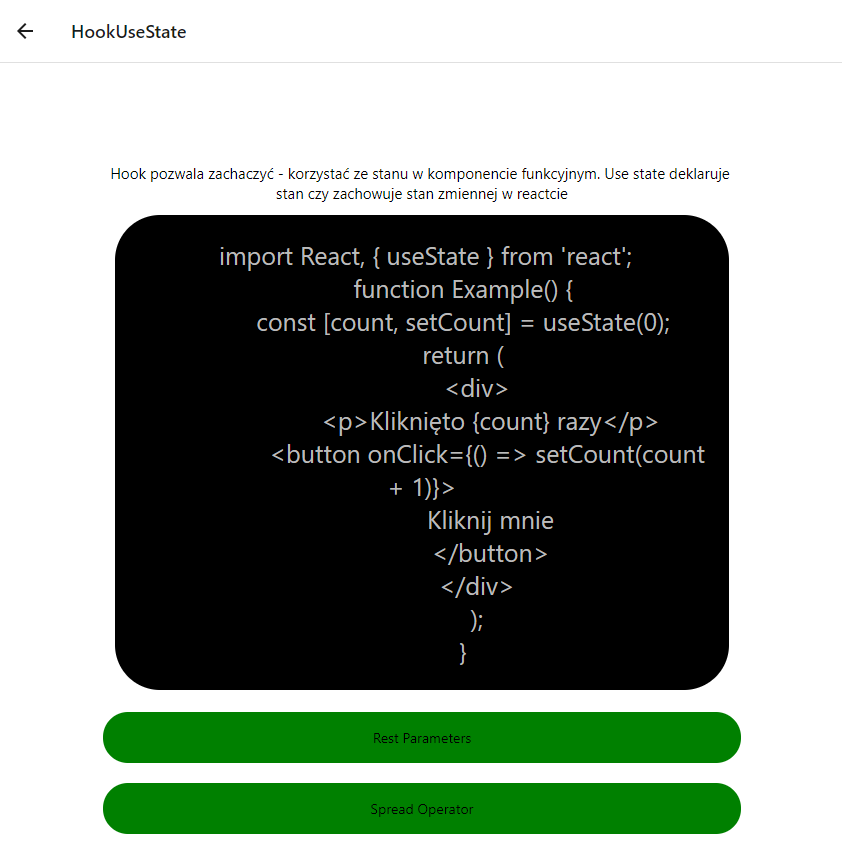 HookUseState
Hook pozwala zachaczyć - korzystać ze stanu w komponencie funkcyjnym. Use state deklaruje
stan czy zachowuje stan zmiennej w reactcie
import React, { useState } from 'react';
function Example() {
const [count, setCount] = useState(0);
return (
<div>
<p>Kliknięto {count} razy</p>
<button onClick={() => setCount(count
+ 1)}>
Kliknij mnie
</button>
</div>
);
}
Rest Parameters
Spread Operator